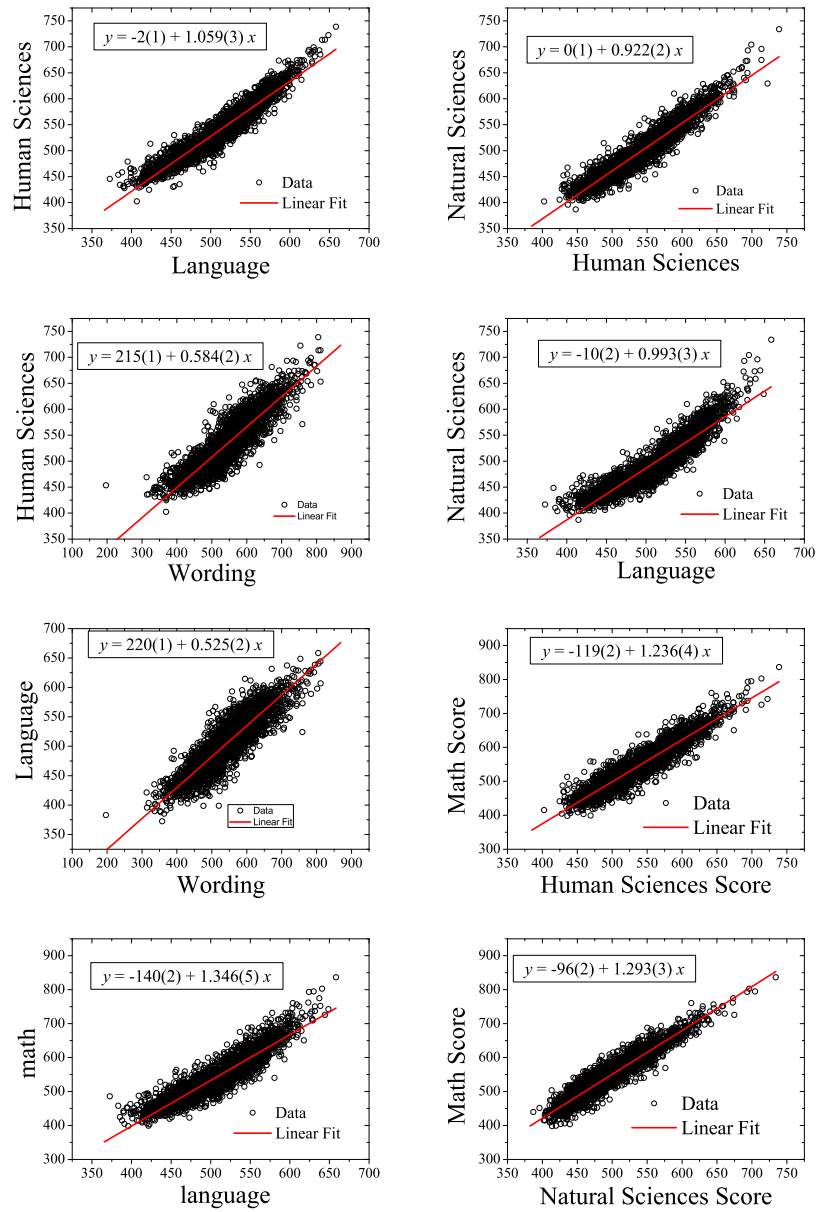 y = -2(1) + 1.059(3) x
Human Sciences
750
700
650
600
550
500
450
400
350
Data
Linear Fit
350 400 450 500 550 600 650 700
Language
y = 0(1) + 0.922(2) x
Natural Sciences
750
700
650
600
550
500
450
400
350
Data
Linear Fit
350 400 450 500 550 600 650 700 750
Human Sciences
y = 215(1) + 0.584(2) x
Human Sciences
750
700
650
600
550
500
450
400
350
Data
Linear Fit
100 200 300 400 500 600 700 800 900
Wording
y = -10(2) + 0.993(3) x
Natural Sciences
750
700
650
600
550
500
450
400
350
Data
Linear Fit
350 400 450 500 550 600 650 700
Language
y = 220(1) + 0.525(2) x
Language
700
650
600
550
500
450
400
350
Data
Linear Fit
100 200 300 400 500 600 700 800 900
Wording
y = -119(2) + 1.236(4) x
Math Score
900
800
700
600
500
400
300
Data
Linear Fit
350 400 450 500 550 600 650 700 750
Human Sciences Score
y = -140(2) + 1.346(5) x
math
900
800
700
600
500
400
300
Data
Linear Fit
350 400 450 500 550 600 650 700
language
y = -96(2) + 1.293(3) x
Math Score
900
800
700
600
500
400
300
Data
Linear Fit
350 400 450 500 550 600 650 700 750
Natural Sciences Score